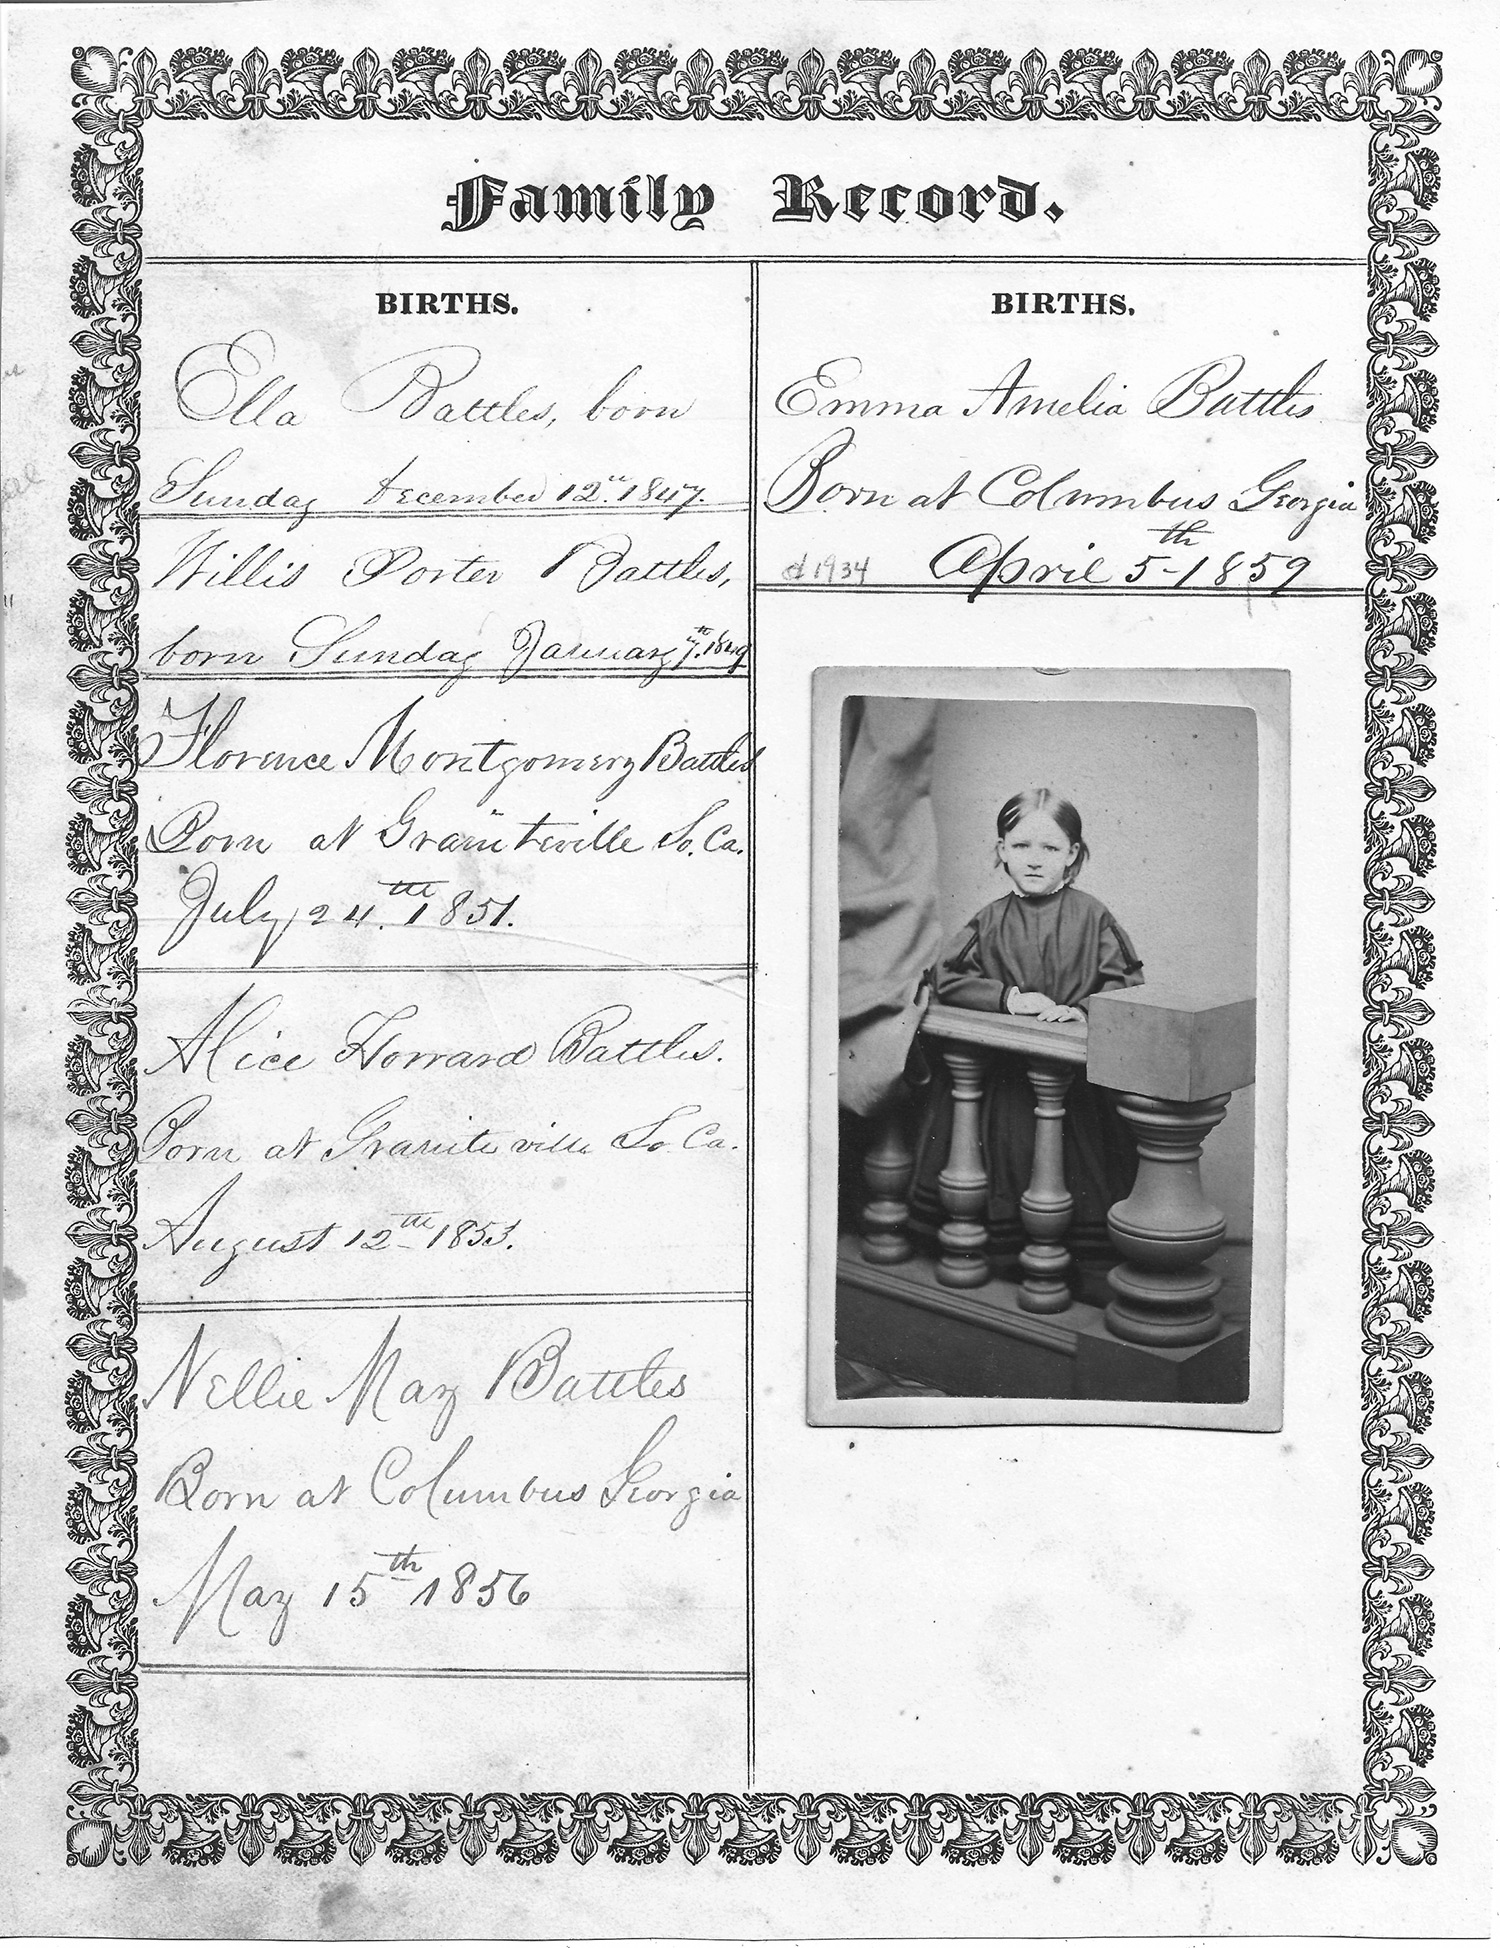 Family Record.
BIRTHS.
Ella Battles, born
Sunday December 12th 1847.
Willis Porter Battles,
born Sunday January 7th 1849
Florence Montgomery Battles
Born at Graniteville So. Ca.
July 24th 1851.
Alice Howard Battles.
Born at Graniteville So. Ca.
August 12th 1853.
Nellie May Battles
Born at Columbus Georgia
May 15th 1856
BIRTHS.
Emma Amelia Battles
Born at Columbus Georgia
d 1934 April 5th 1859